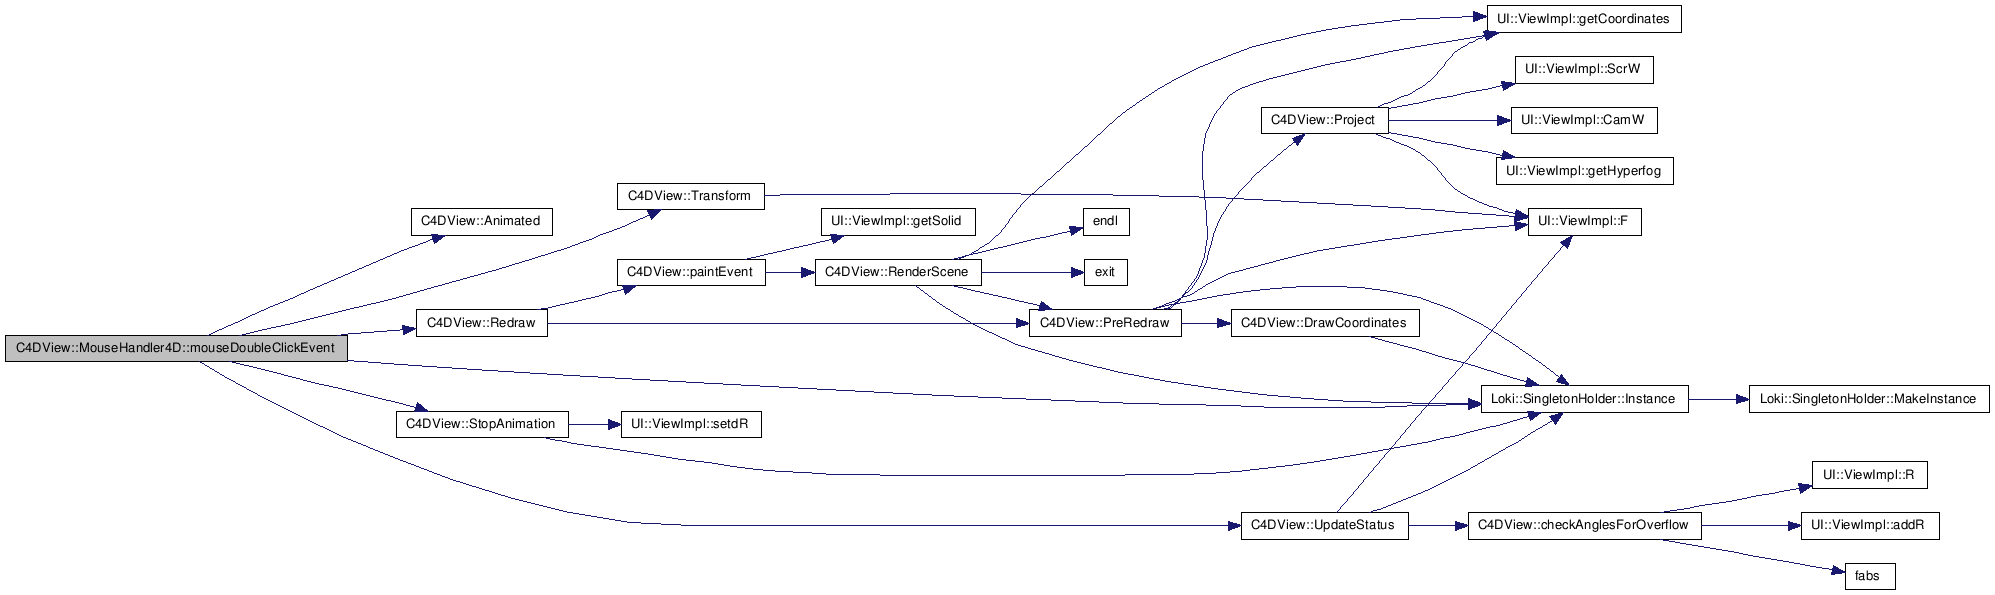 UI::ViewImpl::getCoordinates
UI::ViewImpl::ScrW
C4DView::Project
UI::ViewImpl::CamW
UI::ViewImpl::getHyperfog
C4DView::Transform
C4DView::Animated
UI::ViewImpl::getSolid
endl
UI::ViewImpl::F
C4DView::paintEvent
C4DView::RenderScene
exit
C4DView::Redraw
C4DView::PreRedraw
C4DView::DrawCoordinates
C4DView::MouseHandler4D::mouseDoubleClickEvent
Loki::SingletonHolder::Instance
Loki::SingletonHolder::MakeInstance
C4DView::StopAnimation
UI::ViewImpl::setdR
UI::ViewImpl::R
C4DView::UpdateStatus
C4DView::checkAnglesForOverflow
UI::ViewImpl::addR
fabs